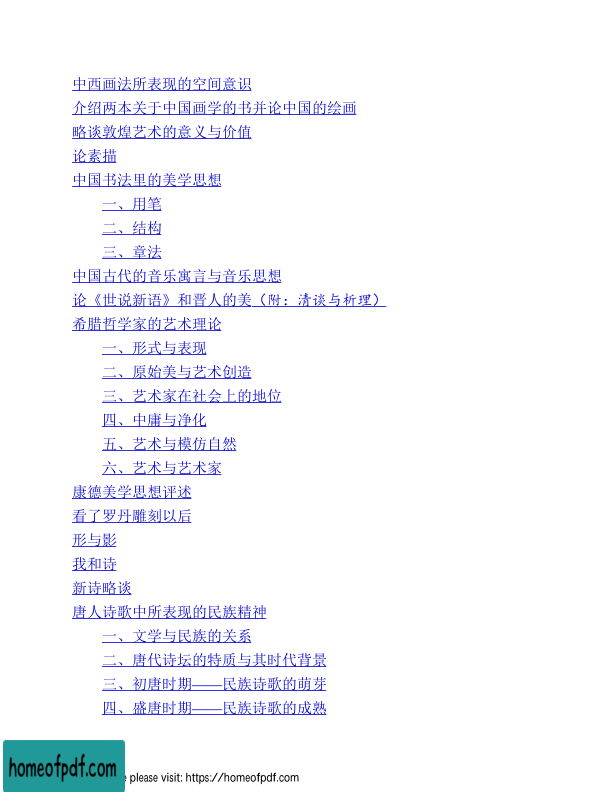 中西画法所表现的空间意识
介绍两本关于中国画学的书并论中国的绘画
略谈敦煌艺术的意义与价值
论素描
中国书法里的美学思想
一、用笔
二、结构
三、章法
中国古代的音乐寓言与音乐思想
论《世说新语》和晋人的美（附：清谈与析理）
希腊哲学家的艺术理论
一、形式与表现
二、原始美与艺术创造
三、艺术家在社会上的地位
四、中庸与净化
五、艺术与模仿自然
六、艺术与艺术家
康德美学思想评述
看了罗丹雕刻以后
形与影
我和诗
新诗略谈
唐人诗歌中所表现的民族精神
一、文学与民族的关系
二、唐代诗坛的特质与其时代背景
三、初唐时期——民族诗歌的萌芽
四、盛唐时期——民族诗歌的成熟
homeofpdf.com
please visit: https://homeofpdf.com